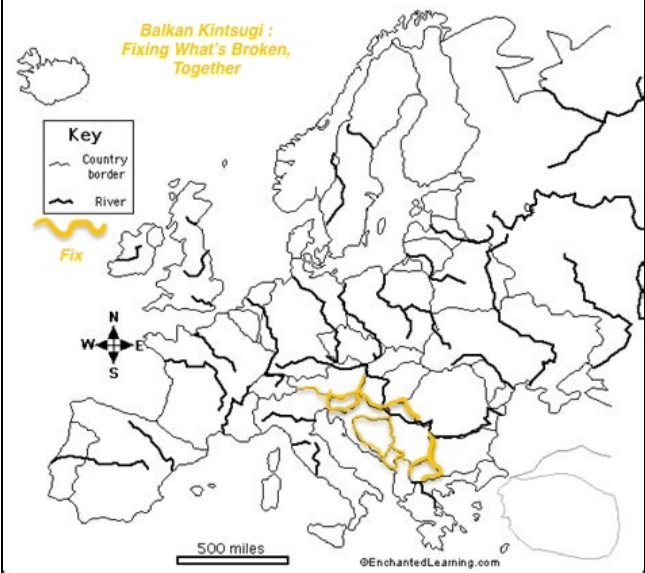 Balkan Kintsugi :
Fixing What's Broken,
Together
Key
Country
border
River
Fix
N
W E
S
500 miles
©EnchantedLearning.com